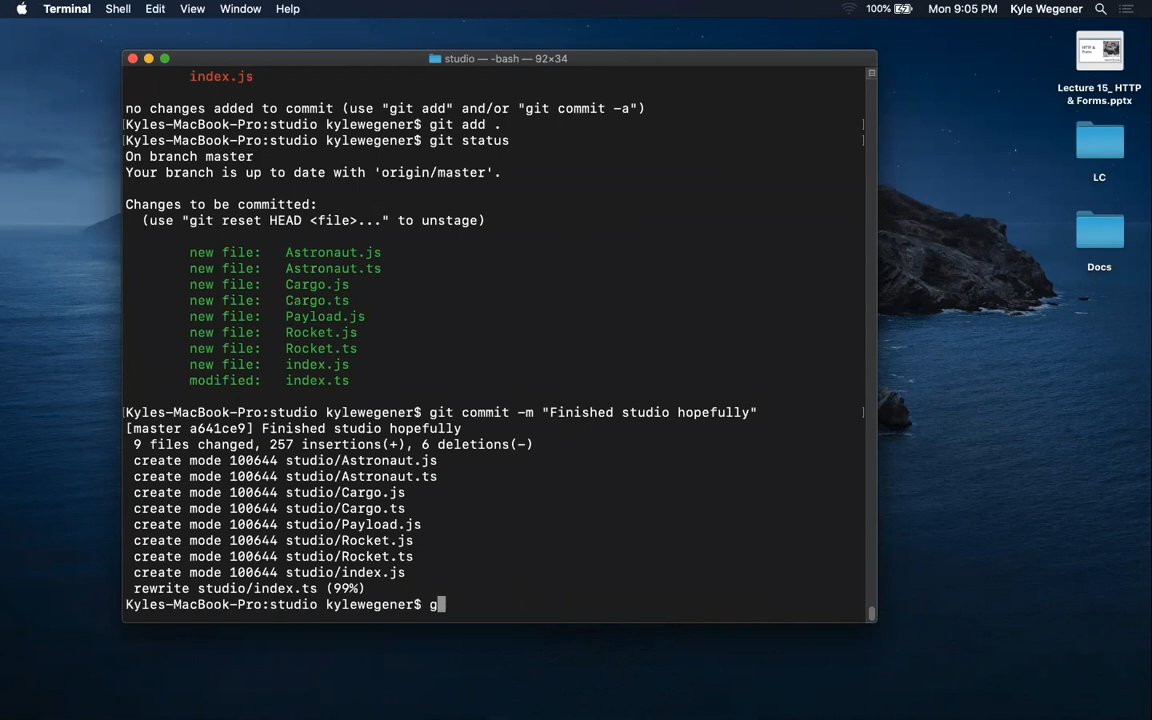 Terminal Shell Edit View Window Help 100% Mon 9:05 PM Kyle Wegener
studio — -bash — 92×34
index.js
no changes added to commit (use "git add" and/or "git commit -a")
[Kyles-MacBook-Pro:studio kylewegener$ git add . ]
[Kyles-MacBook-Pro:studio kylewegener$ git status ]
On branch master
Your branch is up to date with 'origin/master'.
Changes to be committed:
(use "git reset HEAD <file>..." to unstage)
new file: Astronaut.js
new file: Astronaut.ts
new file: Cargo.js
new file: Cargo.ts
new file: Payload.js
new file: Rocket.js
new file: Rocket.ts
new file: index.js
modified: index.ts
[Kyles-MacBook-Pro:studio kylewegener$ git commit -m "Finished studio hopefully" ]
[master a641ce9] Finished studio hopefully
9 files changed, 257 insertions(+), 6 deletions(-)
create mode 100644 studio/Astronaut.js
create mode 100644 studio/Astronaut.ts
create mode 100644 studio/Cargo.js
create mode 100644 studio/Cargo.ts
create mode 100644 studio/Payload.js
create mode 100644 studio/Rocket.js
create mode 100644 studio/Rocket.ts
create mode 100644 studio/index.js
rewrite studio/index.ts (99%)
Kyles-MacBook-Pro:studio kylewegener$ g
HTTP &
Forms
Lecture 15_ HTTP
& Forms.pptx
LC
Docs